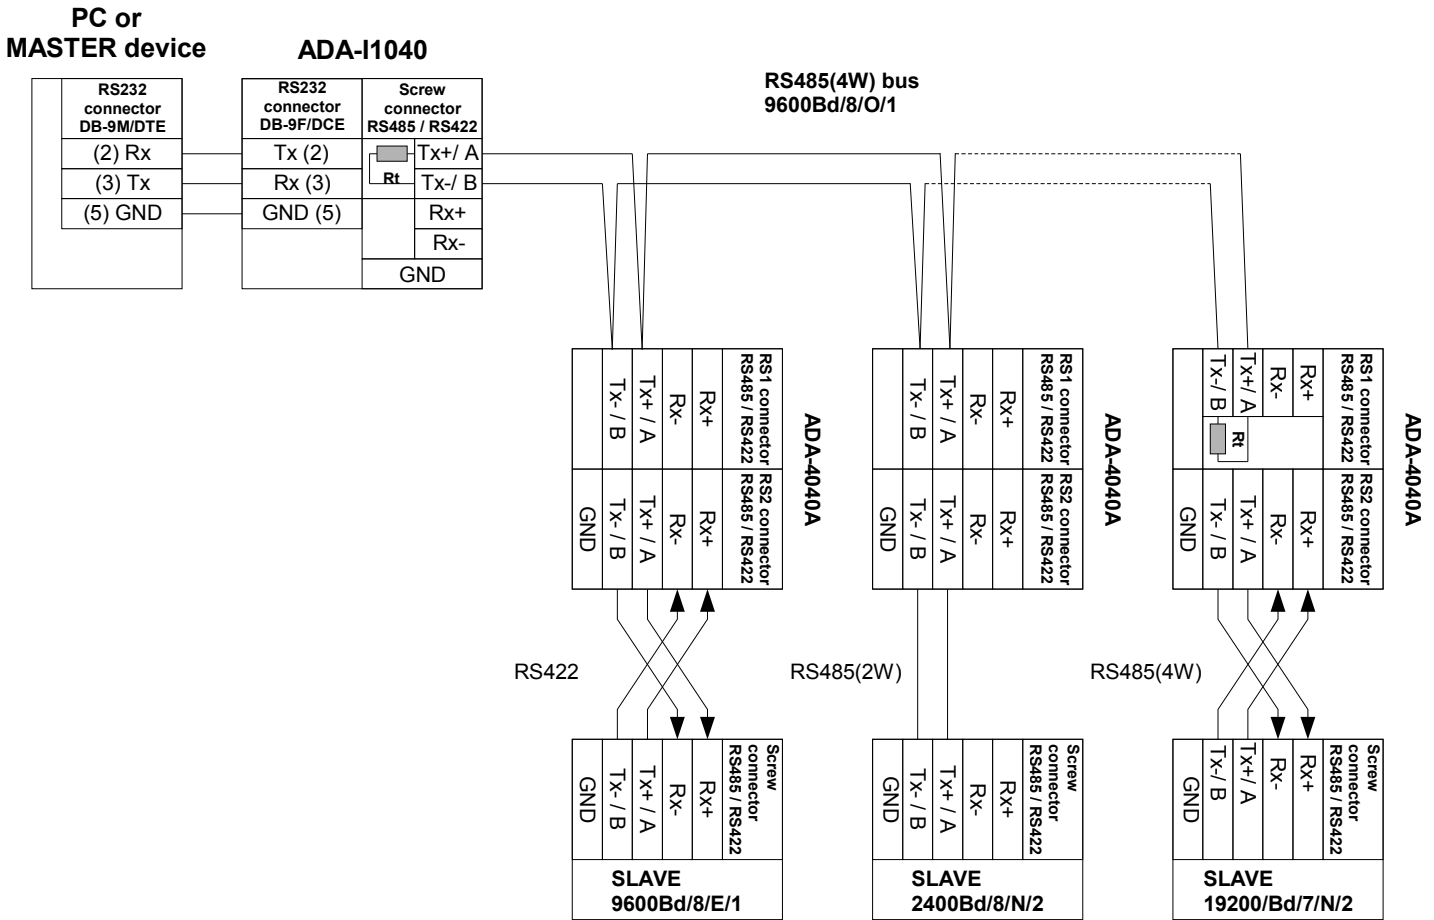 PC or
MASTER device
ADA-I1040
RS232
connector
DB-9M/DTE
RS232
connector
DB-9F/DCE
Screw
connector
RS485 / RS422
(2) Rx
Tx (2)
Tx+/ A
(3) Tx
Rx (3)
Rt
Tx-/ B
(5) GND
GND (5)
Rx+
Rx-
GND
RS485(4W) bus
9600Bd/8/O/1
Tx- / B
Tx+ / A
Rx-
Rx+
RS1 connector
RS485 / RS422
GND
Tx- / B
Tx+ / A
Rx-
Rx+
RS2 connector
RS485 / RS422
ADA-4040A
Tx- / B
Tx+ / A
Rx-
Rx+
RS1 connector
RS485 / RS422
GND
Tx- / B
Tx+ / A
Rx-
Rx+
RS2 connector
RS485 / RS422
ADA-4040A
Tx-/ B
Tx+/ A
Rx-
Rx+
Rt
RS1 connector
RS485 / RS422
GND
Tx- / B
Tx+ / A
Rx-
Rx+
RS2 connector
RS485 / RS422
ADA-4040A
RS422
RS485(2W)
RS485(4W)
GND
Tx- / B
Tx+ / A
Rx-
Rx+
Screw
connector
RS485 / RS422
SLAVE
9600Bd/8/E/1
GND
Tx- / B
Tx+ / A
Rx-
Rx+
Screw
connector
RS485 / RS422
SLAVE
2400Bd/8/N/2
GND
Tx-/ B
Tx+/ A
Rx-
Rx+
Screw
connector
RS485 / RS422
SLAVE
19200/Bd/7/N/2